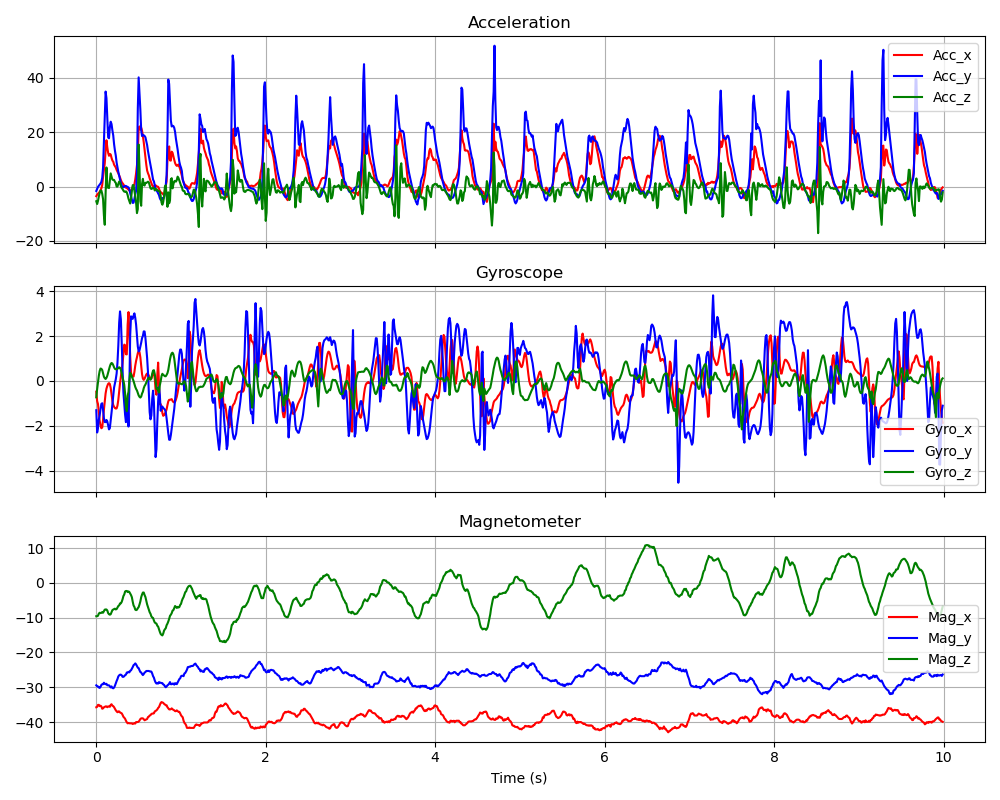 Acceleration
40
20
0
−20
Acc_x
Acc_y
Acc_z
Gyroscope
4
2
0
−2
−4
Gyro_x
Gyro_y
Gyro_z
Magnetometer
10
0
−10
−20
−30
−40
Mag_x
Mag_y
Mag_z
0 2 4 6 8 10
Time (s)